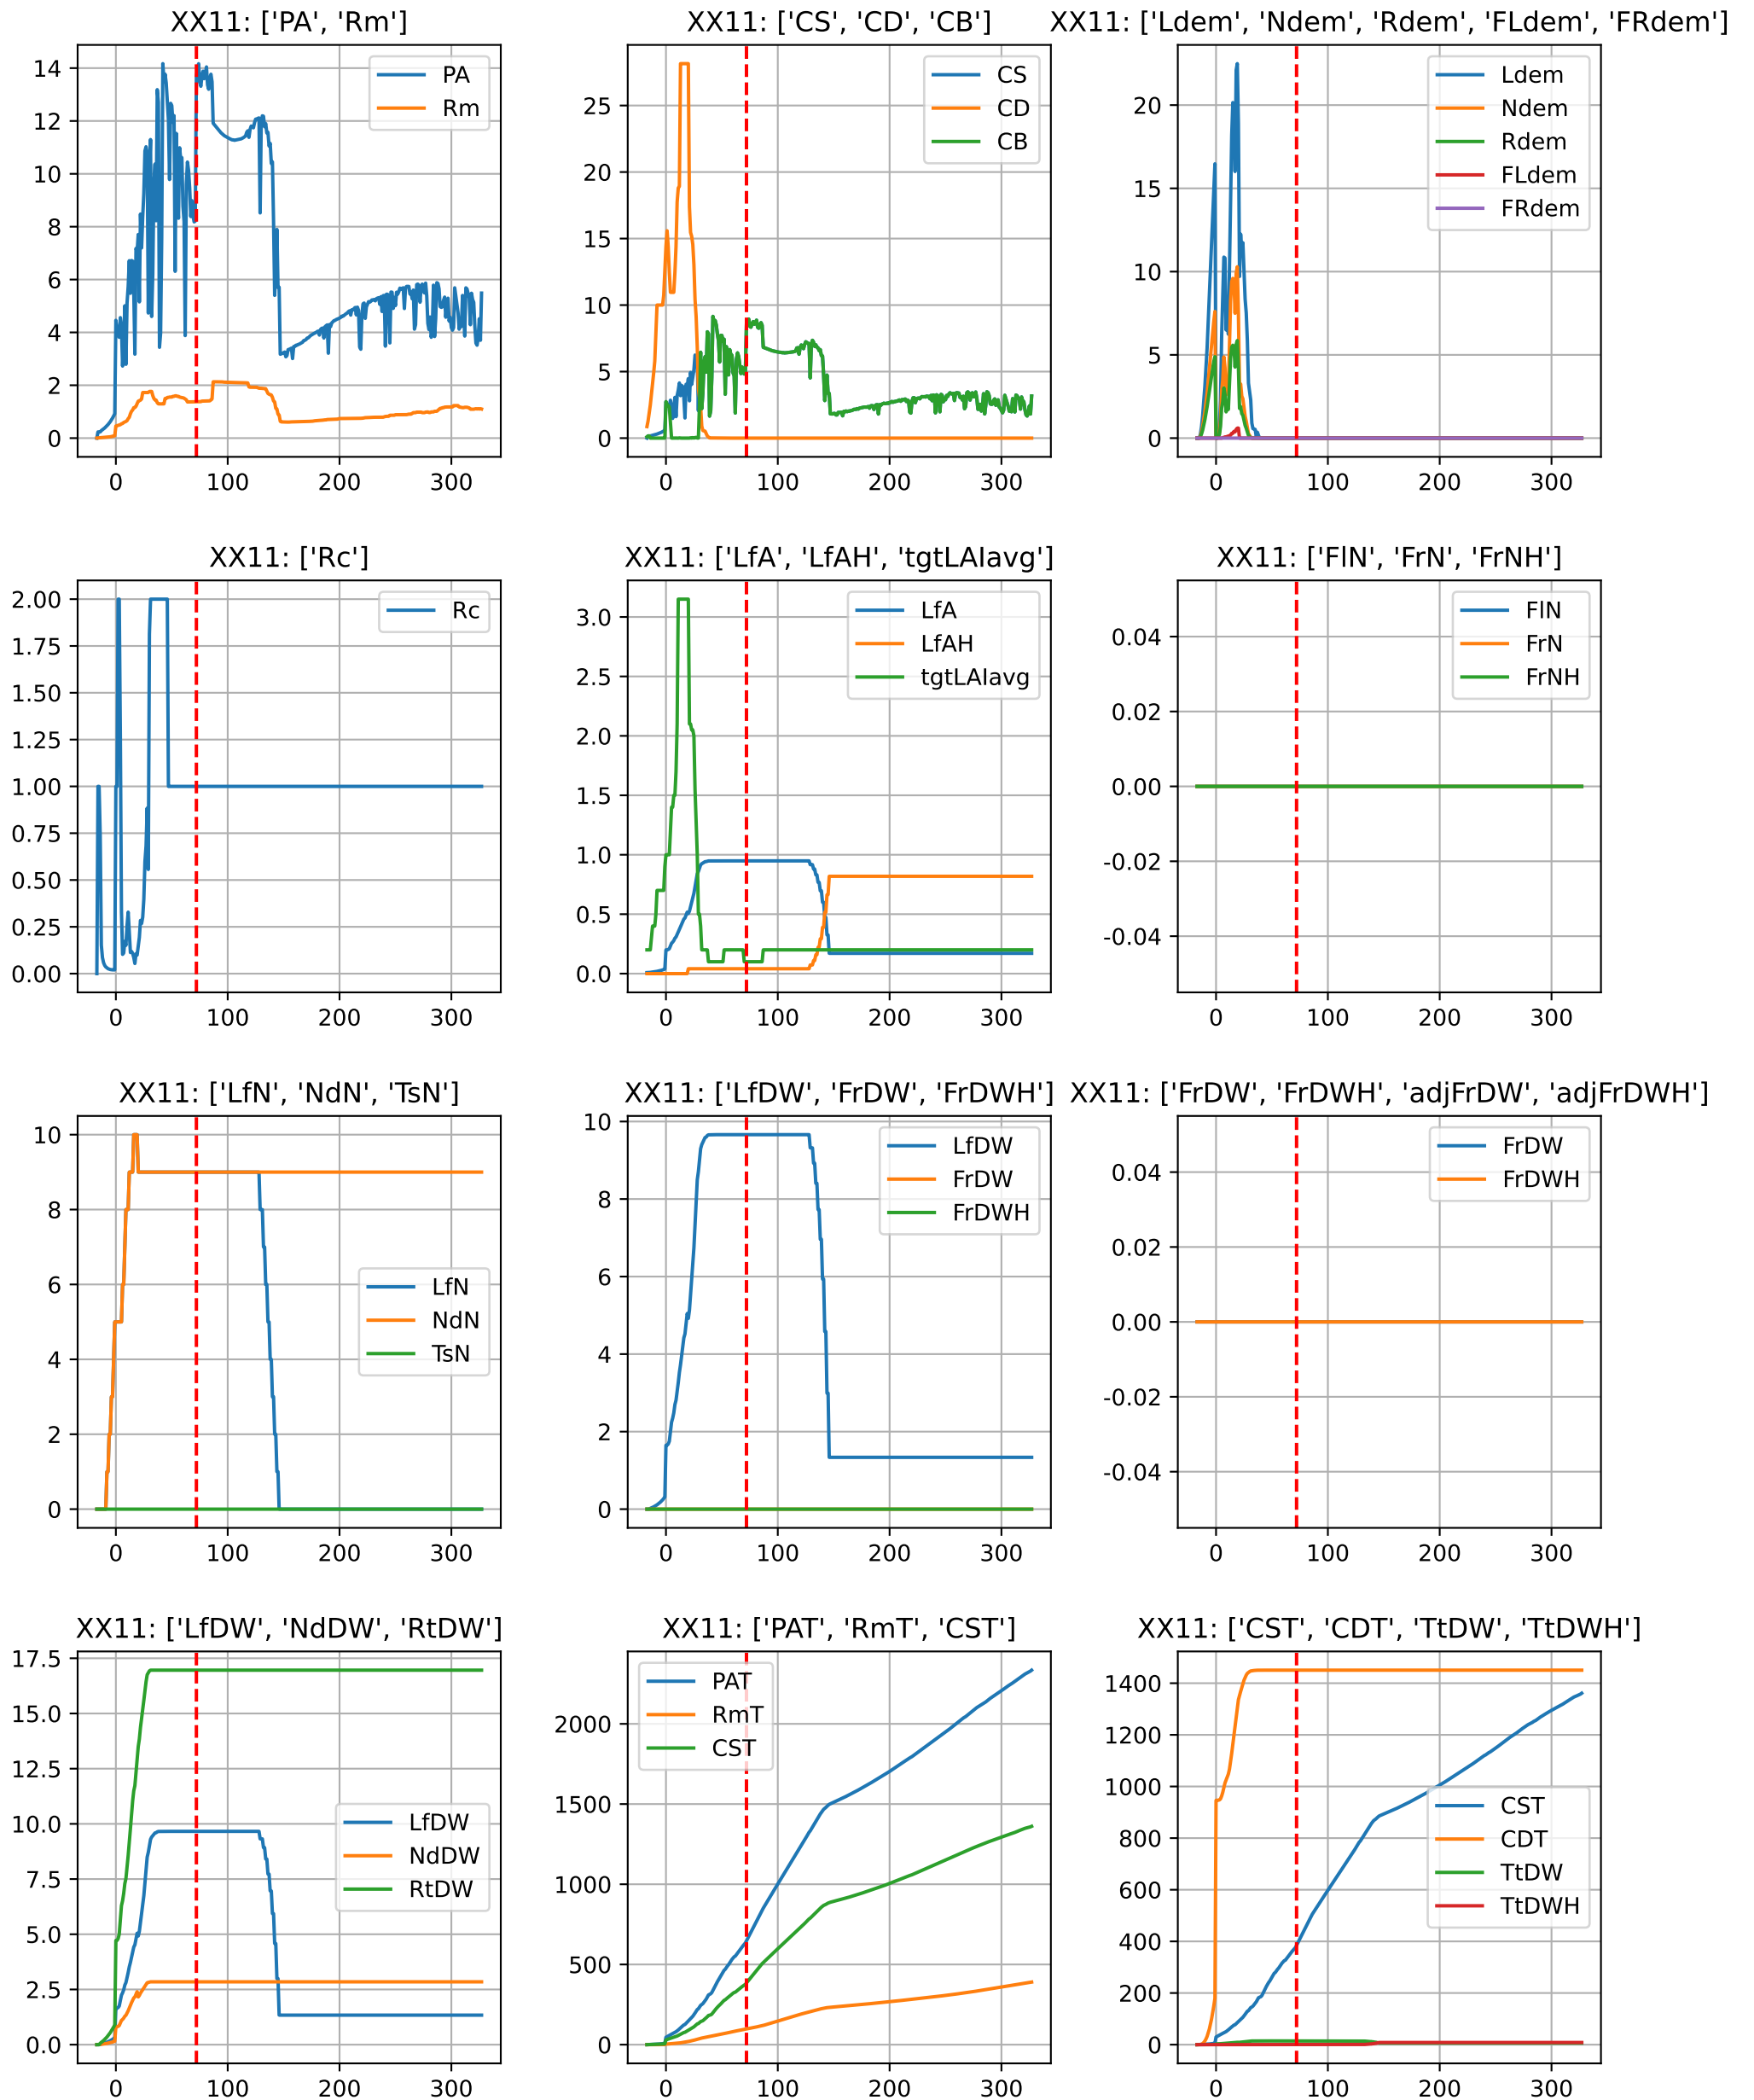 XX11: ['PA', 'Rm']
14
12
10
8
6
4
2
0
0 100 200 300
PA
Rm
XX11: ['CS', 'CD', 'CB']
25
20
15
10
5
0
0 100 200 300
CS
CD
CB
XX11: ['Ldem', 'Ndem', 'Rdem', 'FLdem', 'FRdem']
20
15
10
5
0
0 100 200 300
Ldem
Ndem
Rdem
FLdem
FRdem
XX11: ['Rc']
2.00
1.75
1.50
1.25
1.00
0.75
0.50
0.25
0.00
0 100 200 300
Rc
XX11: ['LfA', 'LfAH', 'tgtLAIavg']
3.0
2.5
2.0
1.5
1.0
0.5
0.0
0 100 200 300
LfA
LfAH
tgtLAIavg
XX11: ['FlN', 'FrN', 'FrNH']
0.04
0.02
0.00
-0.02
-0.04
0 100 200 300
FlN
FrN
FrNH
XX11: ['LfN', 'NdN', 'TsN']
10
8
6
4
2
0
0 100 200 300
LfN
NdN
TsN
XX11: ['LfDW', 'FrDW', 'FrDWH']
10
8
6
4
2
0
0 100 200 300
LfDW
FrDW
FrDWH
XX11: ['FrDW', 'FrDWH', 'adjFrDW', 'adjFrDWH']
0.04
0.02
0.00
-0.02
-0.04
0 100 200 300
FrDW
FrDWH
XX11: ['LfDW', 'NdDW', 'RtDW']
17.5
15.0
12.5
10.0
7.5
5.0
2.5
0.0
0 100 200 300
LfDW
NdDW
RtDW
XX11: ['PAT', 'RmT', 'CST']
2000
1500
1000
500
0
0 100 200 300
PAT
RmT
CST
XX11: ['CST', 'CDT', 'TtDW', 'TtDWH']
1400
1200
1000
800
600
400
200
0
0 100 200 300
CST
CDT
TtDW
TtDWH